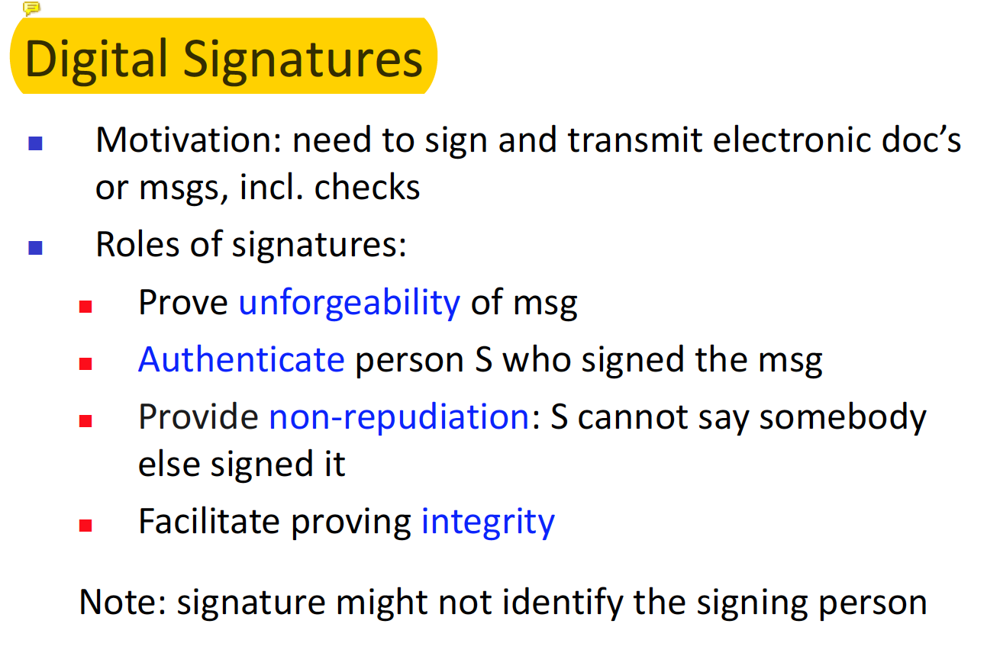 Digital Signatures
Motivation: need to sign and transmit electronic doc’s
or msgs, incl. checks
Roles of signatures:
Prove unforgeability of msg
Authenticate person S who signed the msg
Provide non-repudiation: S cannot say somebody
else signed it
Facilitate proving integrity
Note: signature might not identify the signing person